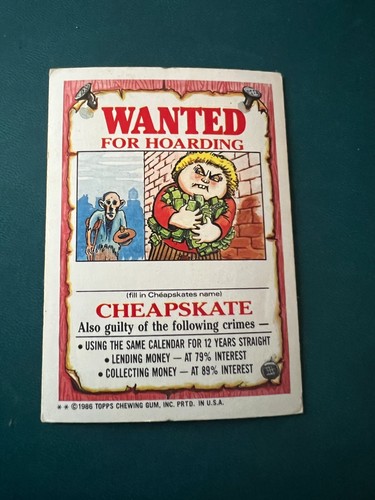 WANTED
FOR HOARDING
(fill in Cheapskates name)
CHEAPSKATE
Also guilty of the following crimes —
• USING THE SAME CALENDAR FOR 12 YEARS STRAIGHT
• LENDING MONEY — AT 79% INTEREST
• COLLECTING MONEY — AT 89% INTEREST
** ©1986 TOPPS CHEWING GUM, INC. PRTD. IN U.S.A.